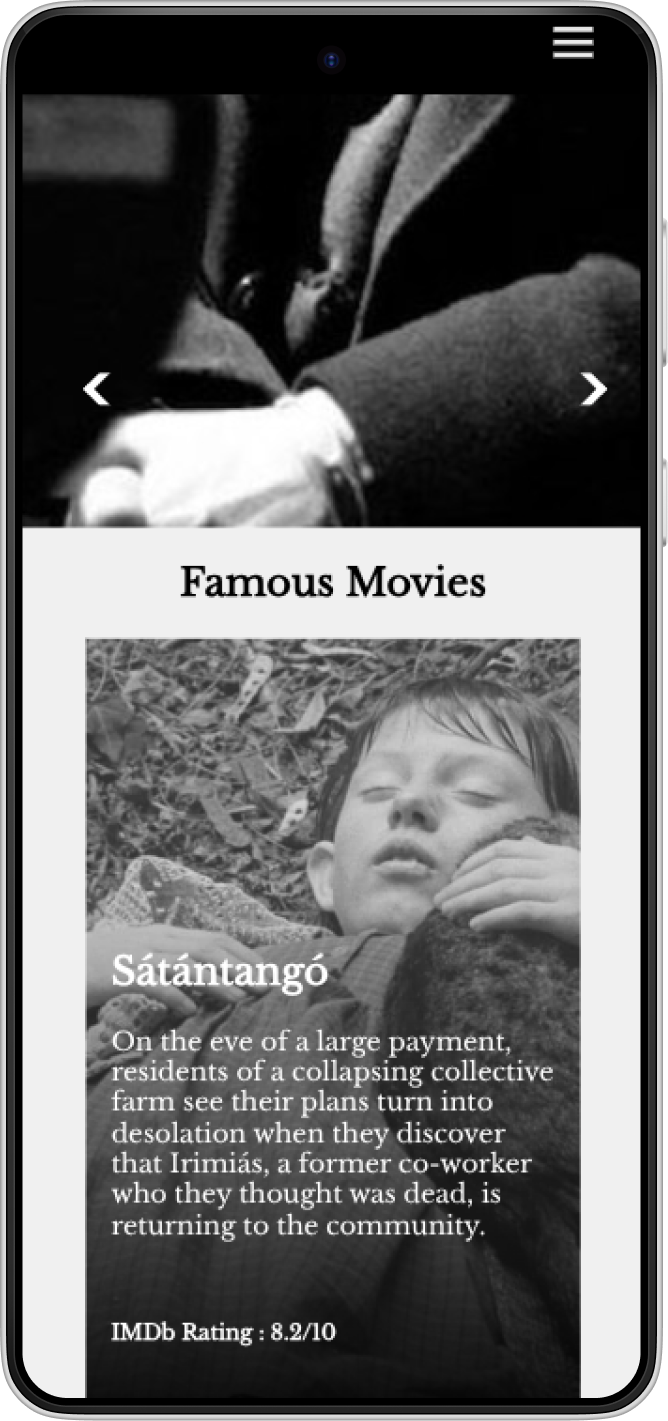 Famous Movies
Sátántangó
On the eve of a large payment,
residents of a collapsing collective
farm see their plans turn into
desolation when they discover
that Irimiás, a former co-worker
who they thought was dead, is
returning to the community.
IMDb Rating : 8.2/10